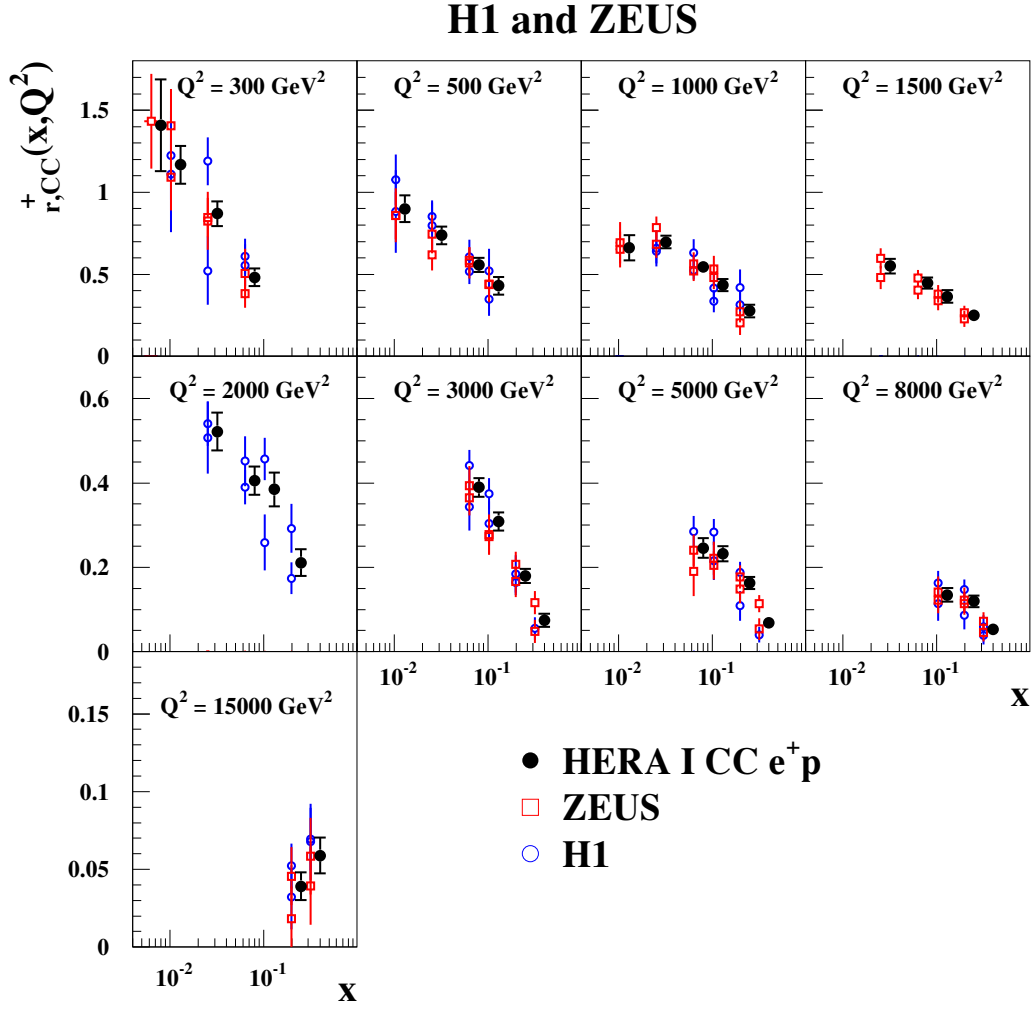 H1 and ZEUS
+
r,CC(x,Q²)
Q² = 300 GeV²
Q² = 500 GeV²
Q² = 1000 GeV²
Q² = 1500 GeV²
1.5
1
0.5
0
Q² = 2000 GeV²
Q² = 3000 GeV²
Q² = 5000 GeV²
Q² = 8000 GeV²
0.6
0.4
0.2
0
10⁻² 10⁻¹ 10⁻² 10⁻¹ 10⁻² 10⁻¹
x
Q² = 15000 GeV²
0.15
0.1
0.05
0
10⁻² 10⁻¹
x
HERA I CC e⁺p
ZEUS
H1